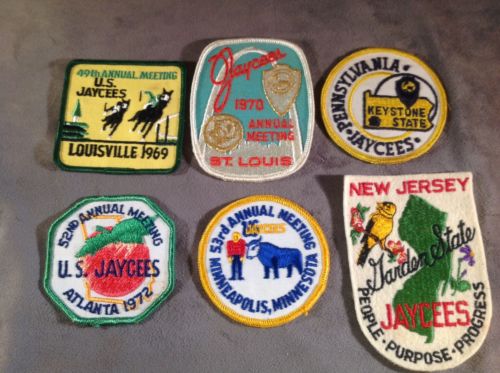 49th ANNUAL MEETING
U.S.
JAYCEES
LOUISVILLE 1969
Jaycees
1970
ANNUAL
MEETING
ST. LOUIS
PENNSYLVANIA
KEYSTONE
STATE
JAYCEES
52ND ANNUAL MEETING
U.S. JAYCEES
ATLANTA 1972
53rd ANNUAL MEETING
JAYCEES
MINNEAPOLIS, MINNESOTA
NEW JERSEY
Garden State
JAYCEES
PEOPLE · PURPOSE · PROGRESS